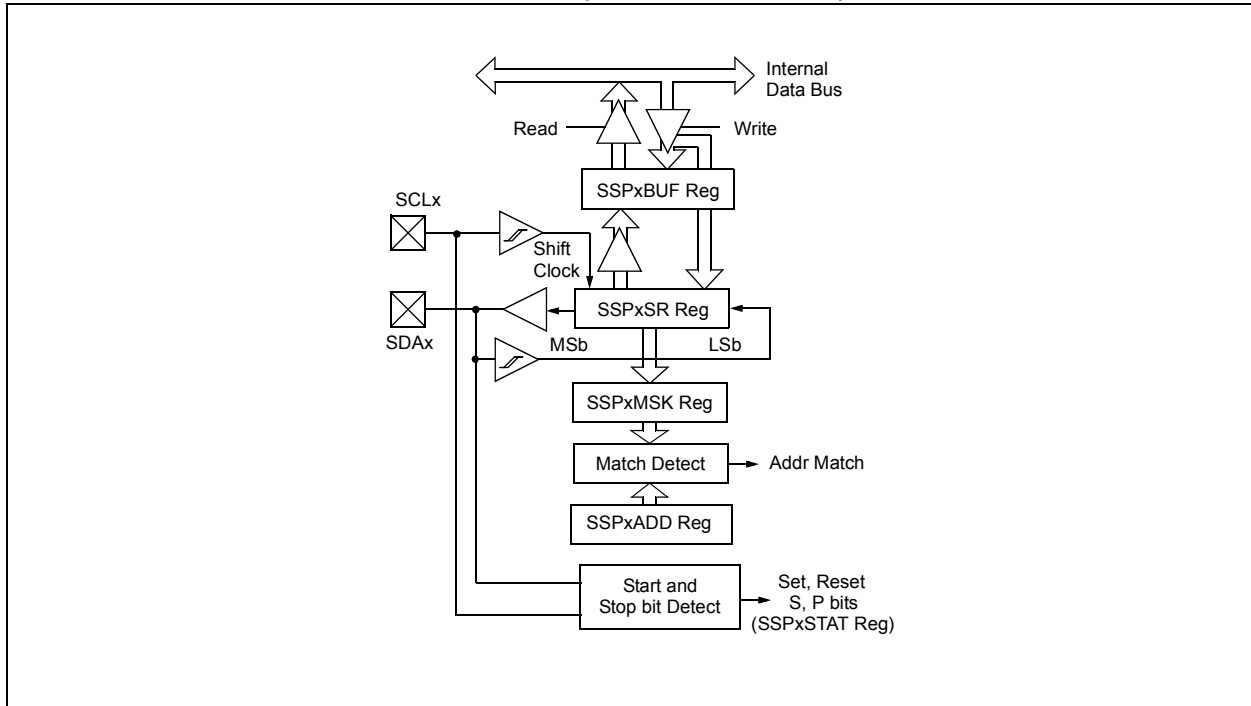 Internal
Data Bus
Read
Write
SSPxBUF Reg
SCLx
Shift
Clock
SSPxSR Reg
SDAx
MSb
LSb
SSPxMSK Reg
Match Detect
Addr Match
SSPxADD Reg
Start and
Stop bit Detect
Set, Reset
S, P bits
(SSPxSTAT Reg)